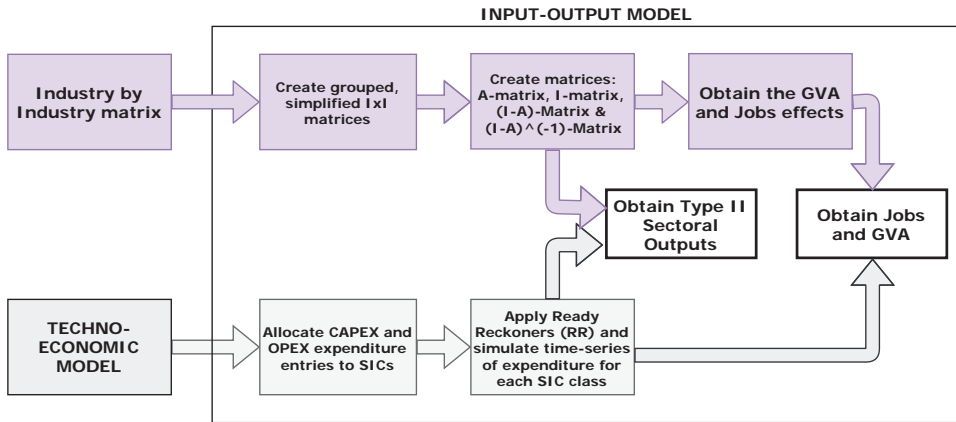 INPUT-OUTPUT MODEL
Industry by
Industry matrix
Create grouped,
simplified IxI
matrices
Create matrices:
A-matrix, I-matrix,
(I-A)-Matrix &
(I-A)^(-1)-Matrix
Obtain the GVA
and Jobs effects
Obtain Type II
Sectoral
Outputs
Obtain Jobs
and GVA
TECHNO-
ECONOMIC
MODEL
Allocate CAPEX and
OPEX expenditure
entries to SICs
Apply Ready
Reckoners (RR) and
simulate time-series
of expenditure for
each SIC class